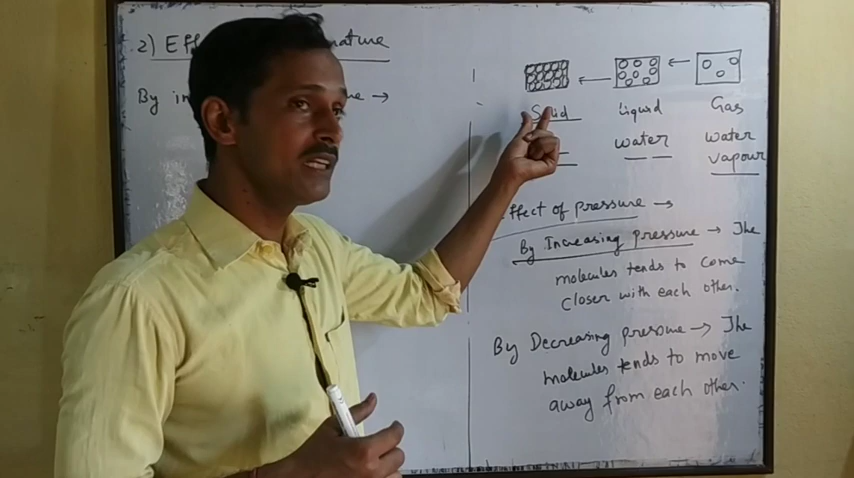 2) Eff
By in
Solid
Liquid
Gas
water
water
vapour
Effect of pressure →
By Increasing pressure → The
molecules tends to come
closer with each other.
By Decreasing pressure → The
molecules tends to move
away from each other.